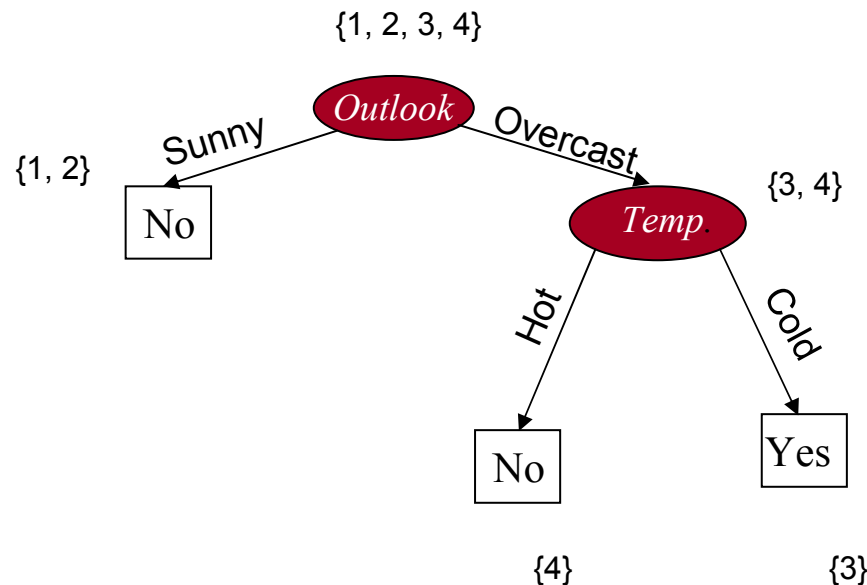 {1, 2, 3, 4}
Outlook
Sunny
Overcast
{1, 2}
{3, 4}
No
Temp.
Hot
Cold
No
Yes
{4}
{3}